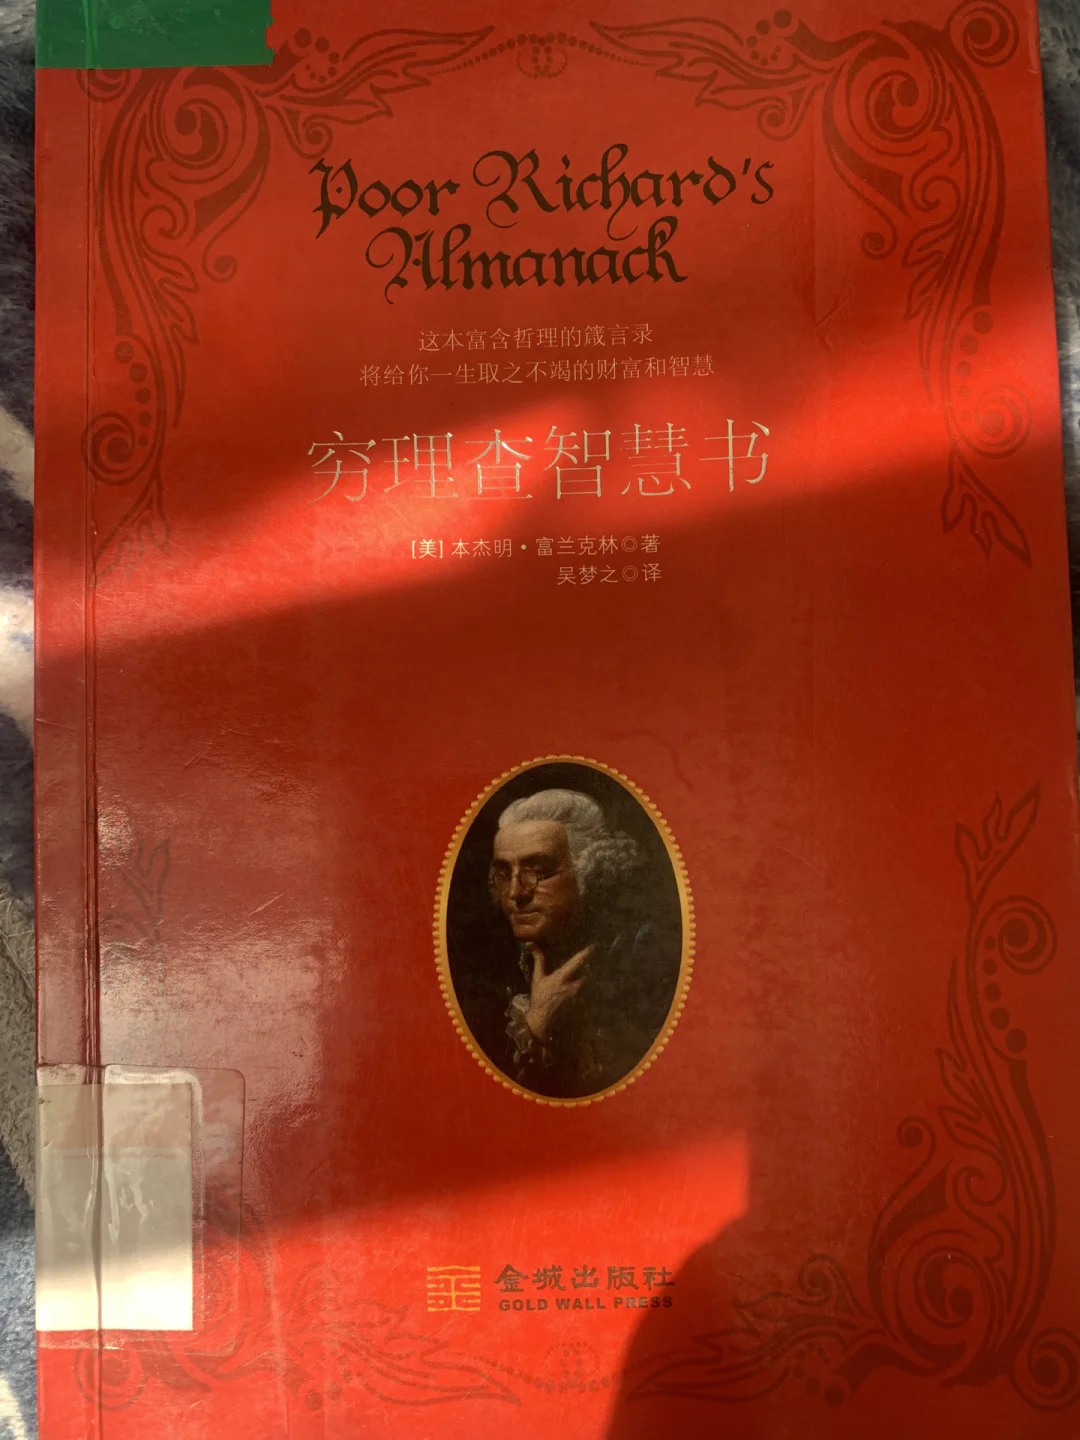 Poor Richard's
Almanack
这本富含哲理的箴言录
将给你一生取之不竭的财富和智慧
穷理查智慧书
[美] 本杰明·富兰克林◎著
吴梦之◎译
金城出版社
GOLD WALL PRESS